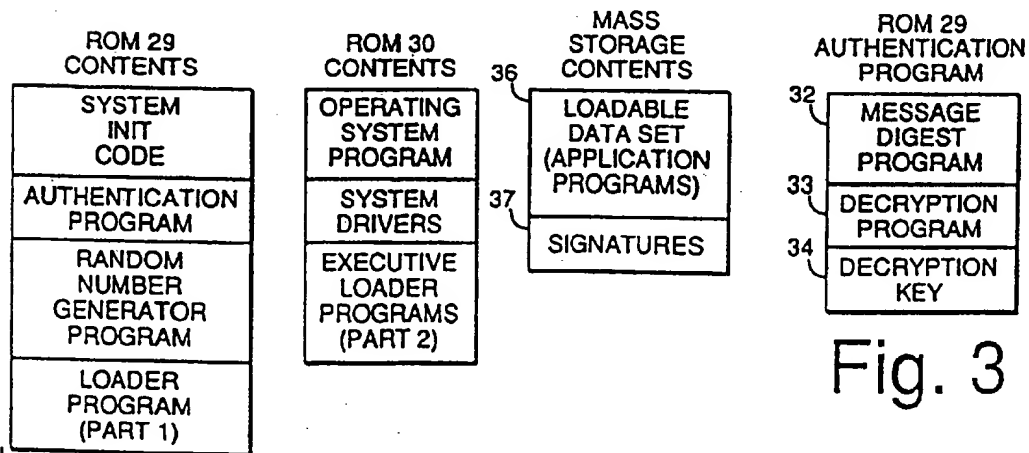 ROM 29
CONTENTS
SYSTEM
INIT
CODE
AUTHENTICATION
PROGRAM
RANDOM
NUMBER
GENERATOR
PROGRAM
LOADER
PROGRAM
(PART 1)
ROM 30
CONTENTS
OPERATING
SYSTEM
PROGRAM
SYSTEM
DRIVERS
EXECUTIVE
LOADER
PROGRAMS
(PART 2)
MASS
STORAGE
CONTENTS
36
LOADABLE
DATA SET
(APPLICATION
PROGRAMS)
37
SIGNATURES
ROM 29
AUTHENTICATION
PROGRAM
32
MESSAGE
DIGEST
PROGRAM
33
DECRYPTION
PROGRAM
34
DECRYPTION
KEY
Fig. 3